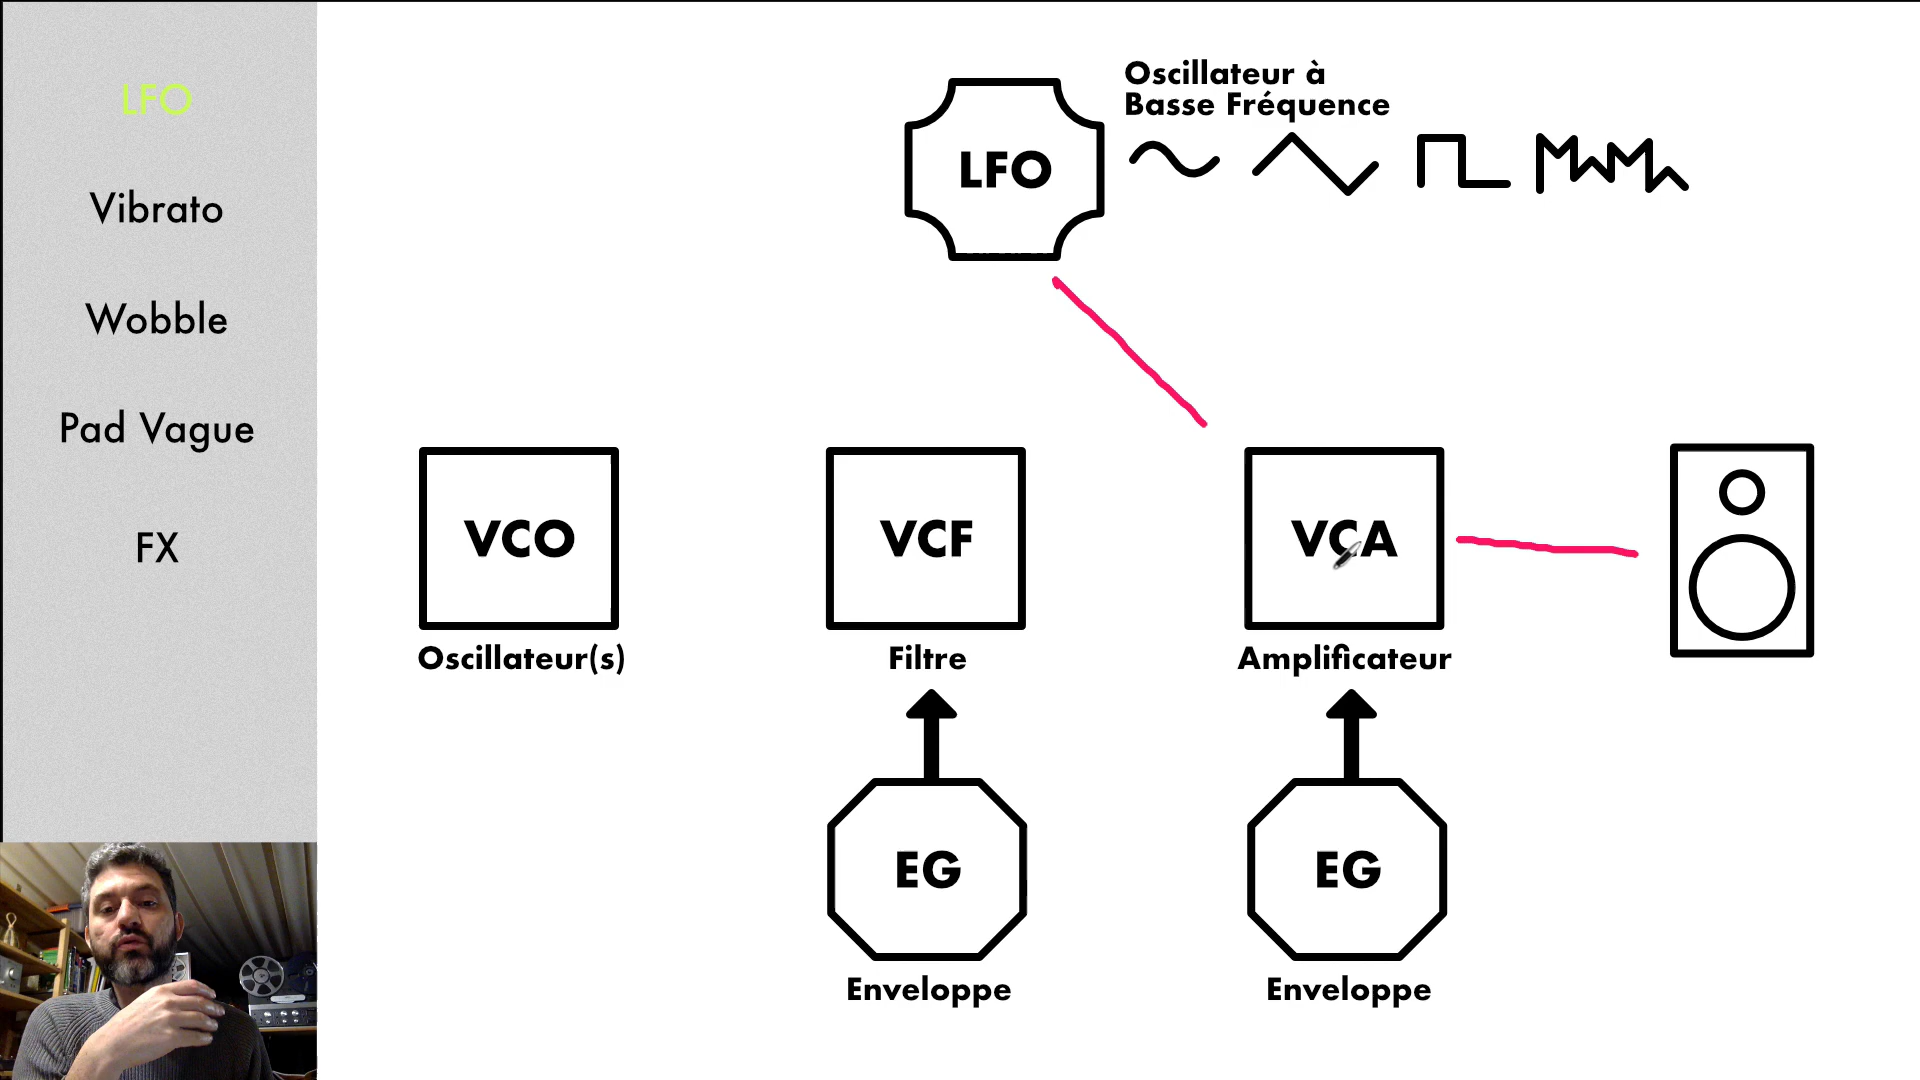 LFO
Vibrato
Wobble
Pad Vague
FX
Oscillateur à
Basse Fréquence
LFO
VCO
VCF
VCA
Oscillateur(s)
Filtre
Amplificateur
EG
EG
Enveloppe
Enveloppe